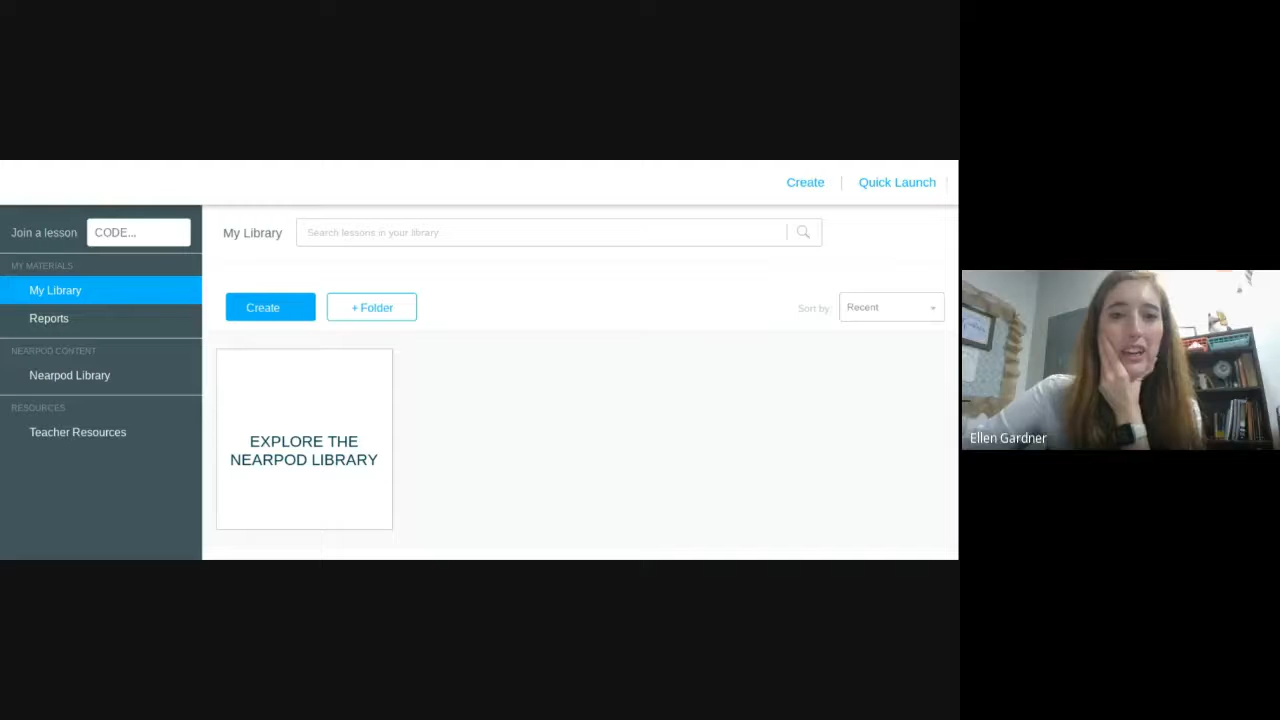 Create
Quick Launch
Join a lesson
CODE...
My Library
Search lessons in your library
MY MATERIALS
My Library
Reports
NEARPOD CONTENT
Nearpod Library
RESOURCES
Teacher Resources
Create
+ Folder
Sort by:
Recent
EXPLORE THE
NEARPOD LIBRARY
Ellen Gardner